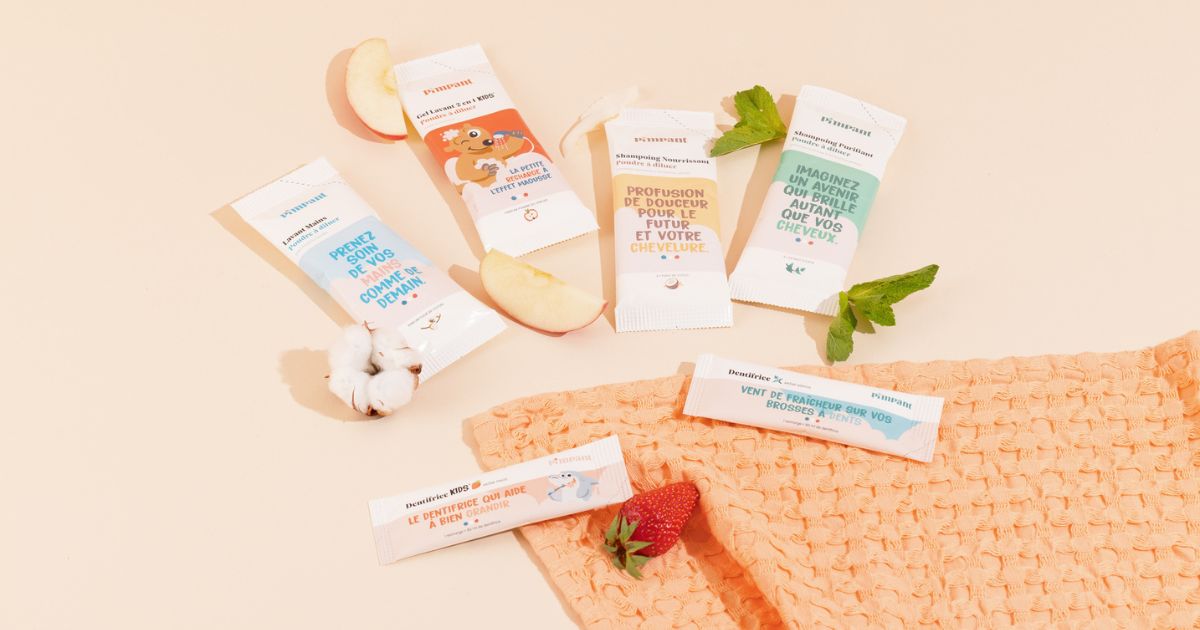 Pimpant
Lavant Mains
Poudre à diluer
PRENEZ
SOIN
DE VOS
MAINS
COMME DE
DEMAIN.
Pimpant
Gel Lavant 2 en 1 KIDS
Poudre à diluer
LA PETITE
RECHARGE À
L'EFFET MAOUSSE
Pimpant
Shampoing Nourrissant
Poudre à diluer
PROFUSION
DE DOUCEUR
POUR LE
FUTUR
ET VOTRE
CHEVELURE.
Pimpant
Shampoing Purifiant
Poudre à diluer
IMAGINEZ
UN AVENIR
QUI BRILLE
AUTANT
QUE VOS
CHEVEUX.
Dentifrice
Pimpant
VENT DE FRAÎCHEUR SUR VOS
BROSSES À DENTS
Pimpant
Dentifrice KIDS
LE DENTIFRICE QUI AIDE
À BIEN GRANDIR